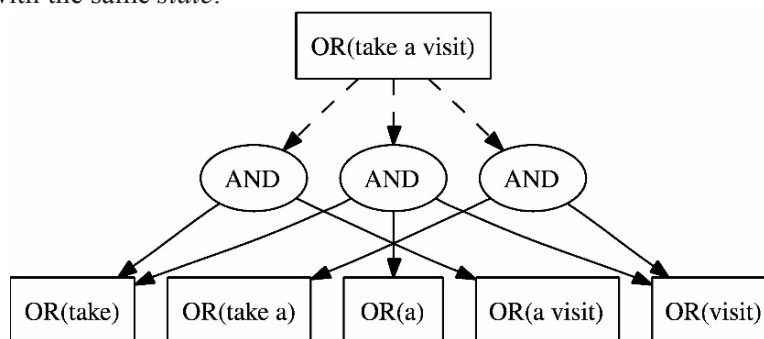 with the same state.
OR(take a visit)
AND AND AND
OR(take) OR(take a) OR(a) OR(a visit) OR(visit)